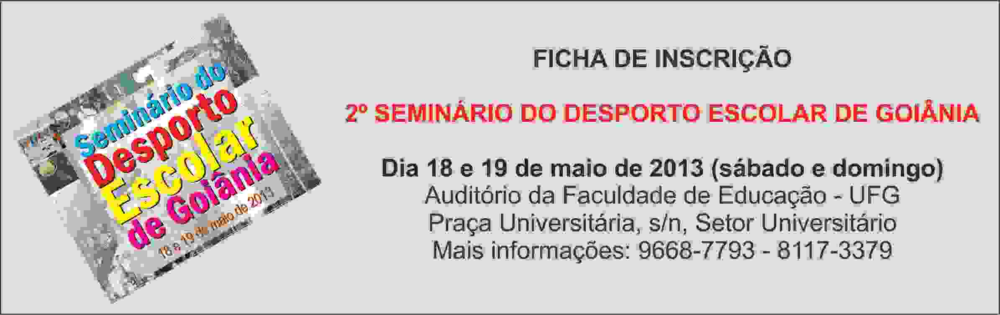 Seminário do
Desporto
Escolar
de Goiânia
18 e 19 de maio de 2013
FICHA DE INSCRIÇÃO
2º SEMINÁRIO DO DESPORTO ESCOLAR DE GOIÂNIA
Dia 18 e 19 de maio de 2013 (sábado e domingo)
Auditório da Faculdade de Educação - UFG
Praça Universitária, s/n, Setor Universitário
Mais informações: 9668-7793 - 8117-3379